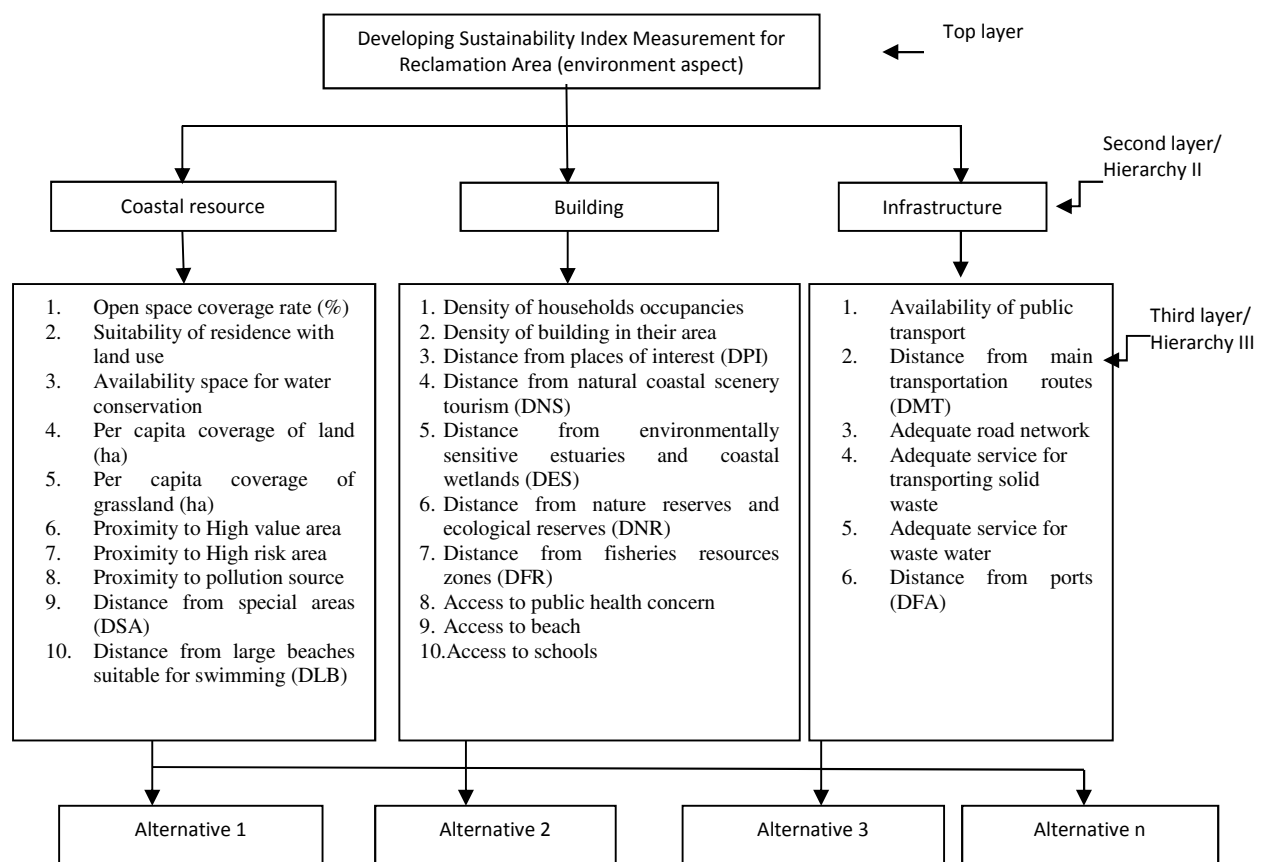 Developing Sustainability Index Measurement for
Reclamation Area (environment aspect)
Top layer
Second layer/
Hierarchy II
Coastal resource
Building
Infrastructure
1. Open space coverage rate (%)
2. Suitability of residence with
land use
3. Availability space for water
conservation
4. Per capita coverage of land
(ha)
5. Per capita coverage of
grassland (ha)
6. Proximity to High value area
7. Proximity to High risk area
8. Proximity to pollution source
9. Distance from special areas
(DSA)
10. Distance from large beaches
suitable for swimming (DLB)
1. Density of households occupancies
2. Density of building in their area
3. Distance from places of interest (DPI)
4. Distance from natural coastal scenery
tourism (DNS)
5. Distance from environmentally
sensitive estuaries and coastal
wetlands (DES)
6. Distance from nature reserves and
ecological reserves (DNR)
7. Distance from fisheries resources
zones (DFR)
8. Access to public health concern
9. Access to beach
10.Access to schools
1. Availability of public
transport
2. Distance from main
transportation routes
(DMT)
3. Adequate road network
4. Adequate service for
transporting solid
waste
5. Adequate service for
waste water
6. Distance from ports
(DFA)
Third layer/
Hierarchy III
Alternative 1
Alternative 2
Alternative 3
Alternative n